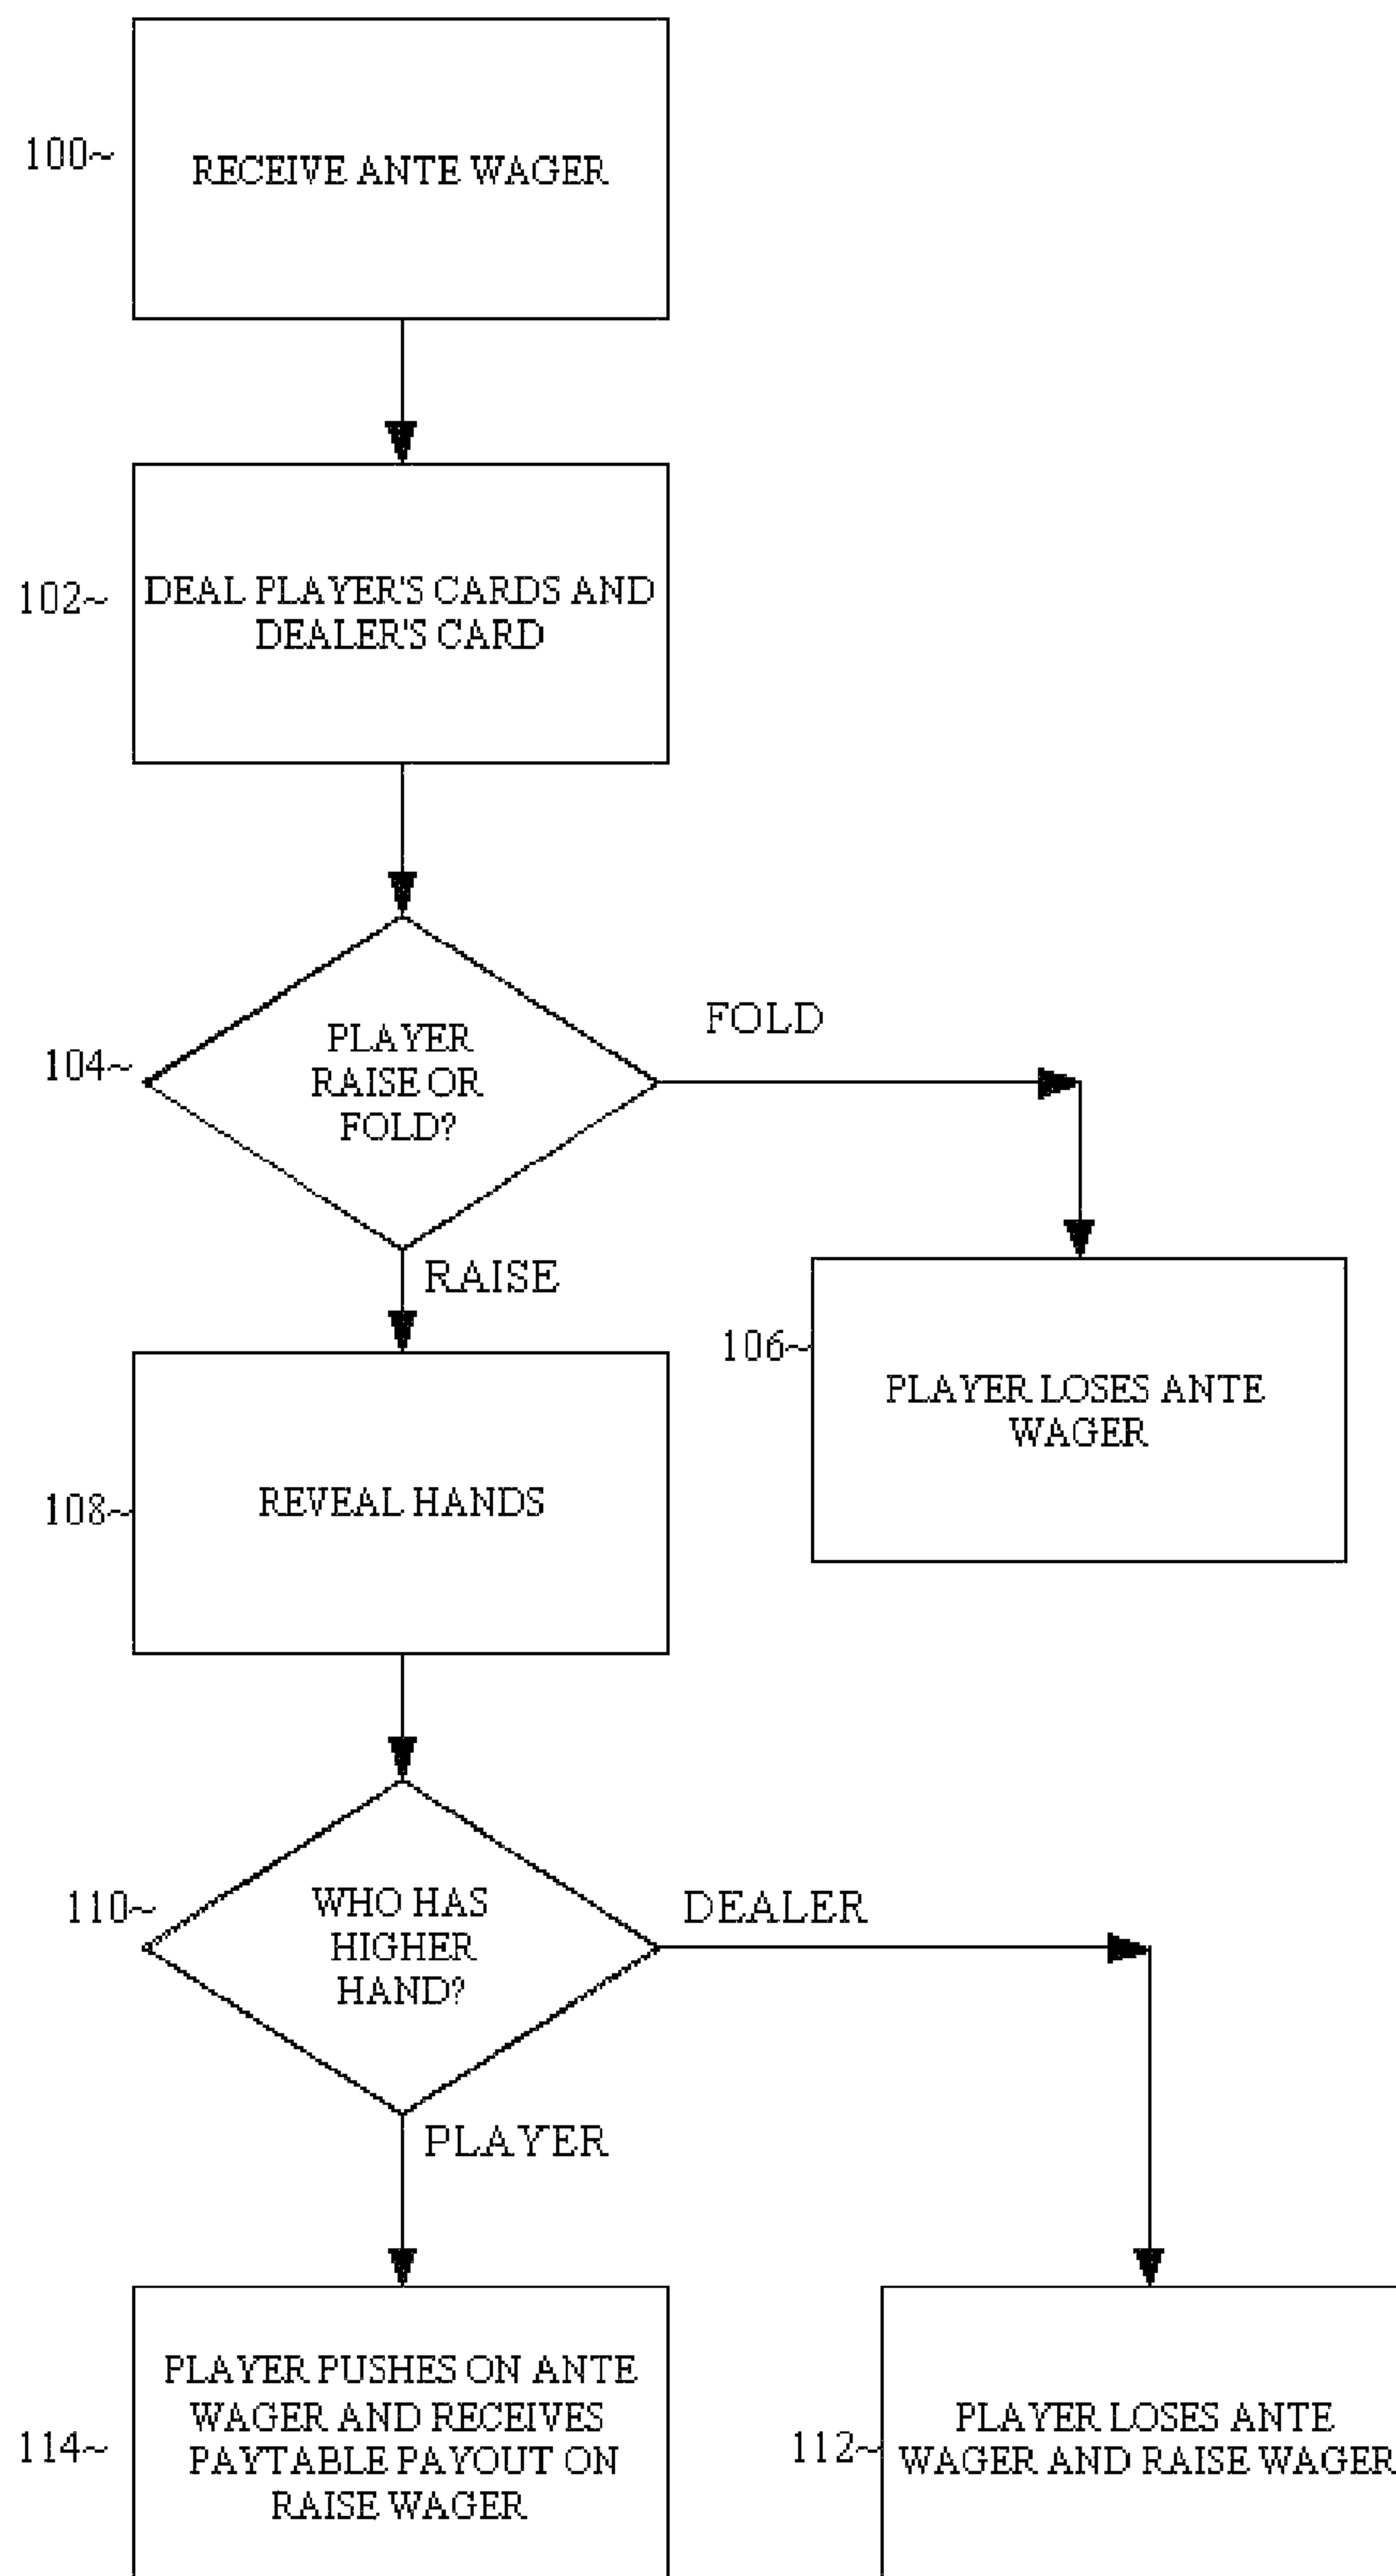 100~
RECEIVE ANTE WAGER
102~
DEAL PLAYER'S CARDS AND
DEALER'S CARD
104~
PLAYER
RAISE OR
FOLD?
FOLD
RAISE
106~
PLAYER LOSES ANTE
WAGER
108~
REVEAL HANDS
110~
WHO HAS
HIGHER
HAND?
DEALER
PLAYER
114~
PLAYER PUSHES ON ANTE
WAGER AND RECEIVES
PAYTABLE PAYOUT ON
RAISE WAGER
112~
PLAYER LOSES ANTE
WAGER AND RAISE WAGER